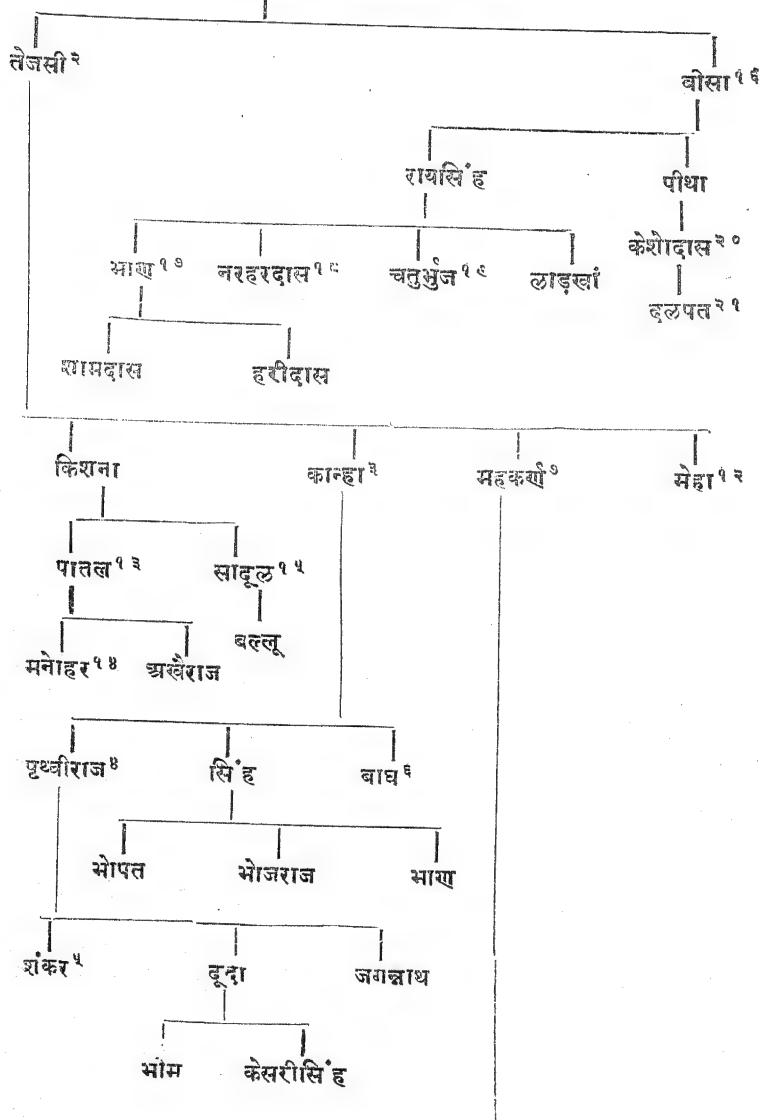 तेजसी२ वीसा१६
रायसिंह पीथा
भाण१७ नरहरदास१८ चतुर्भुज१९ लाड़खां केशोदास२०
दलपत२१
शामदास हरीदास
किशना कान्हा३ महकर्ण७ मेहा१२
पातल१३ सादूल१५
मनोहर१४ अखैराज बल्लू
पृथ्वीराज४ सिंह बाघ६
भोपत भोजराज भाण
शंकर५ दूदा जगन्नाथ
भीम केसरीसिंह